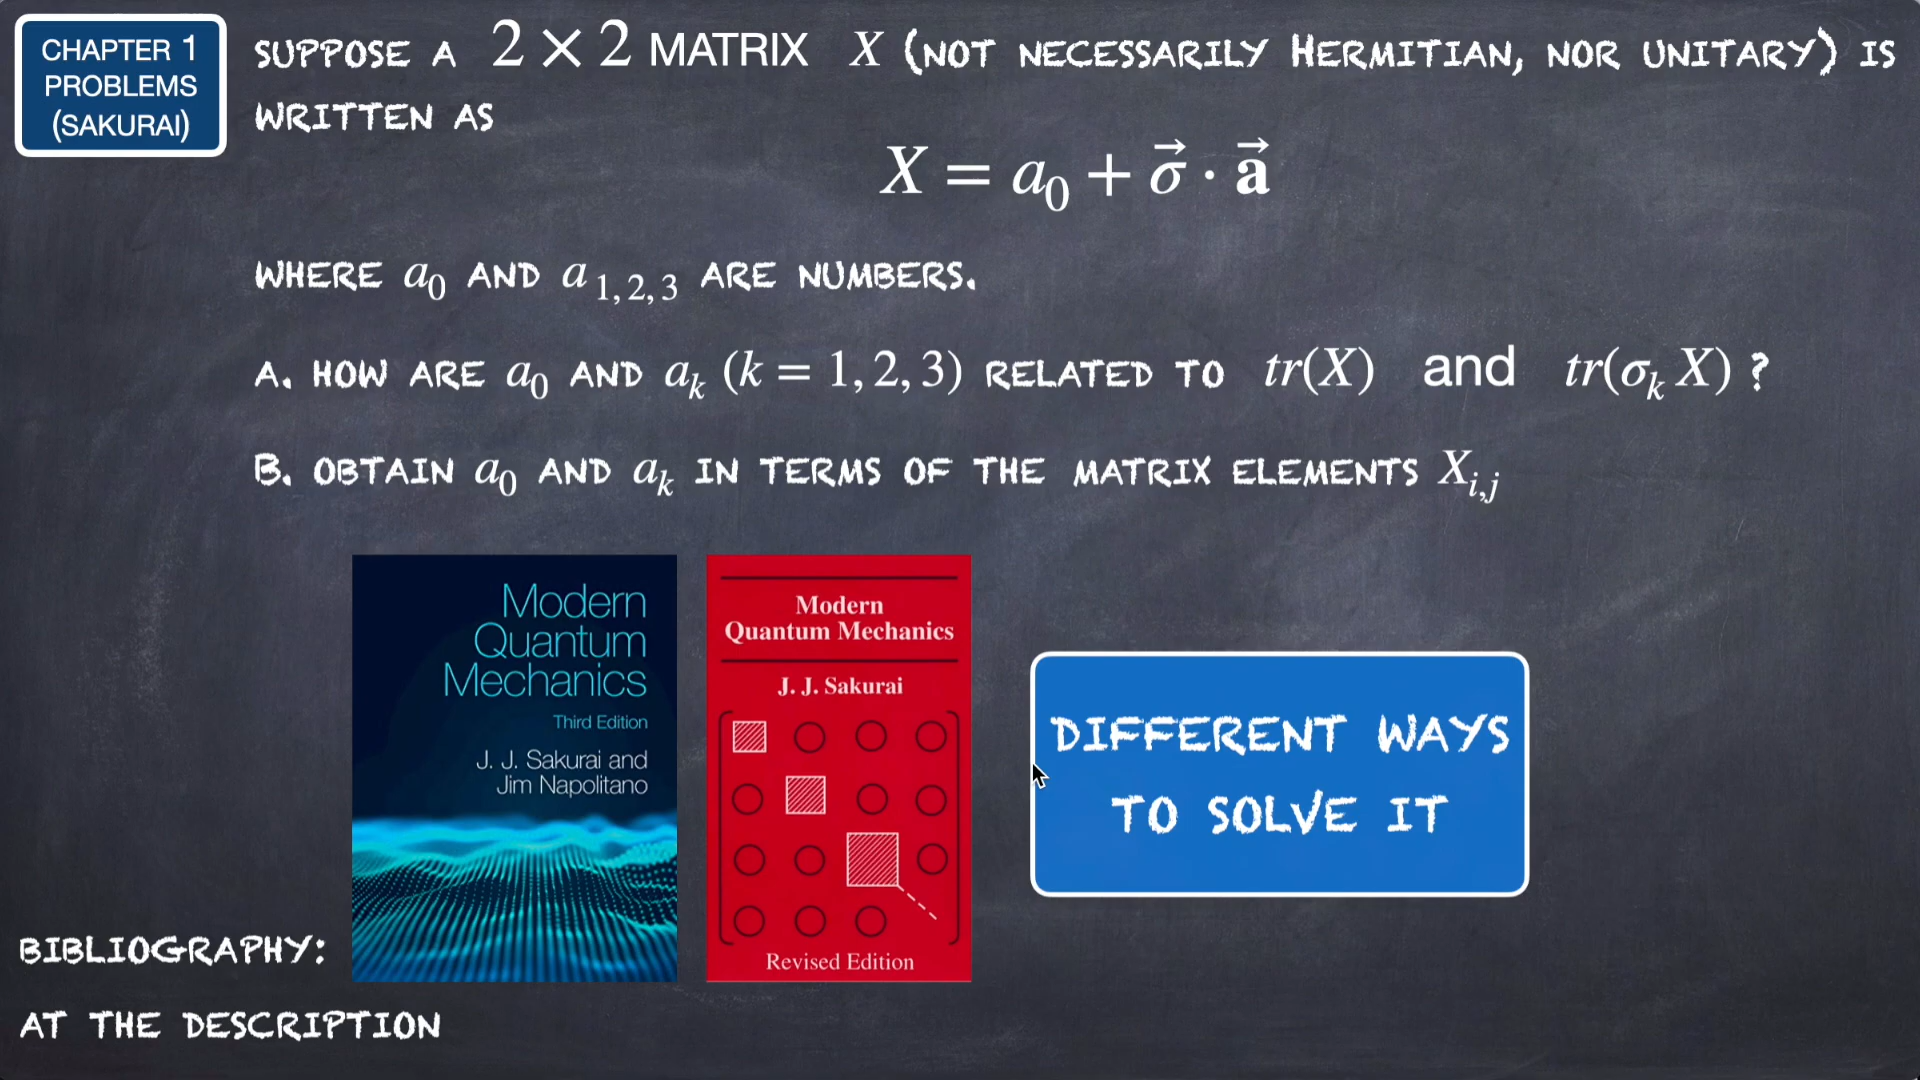 CHAPTER 1
PROBLEMS
(SAKURAI)
SUPPOSE A 2 × 2 MATRIX X (NOT NECESSARILY HERMITIAN, NOR UNITARY) IS
WRITTEN AS
X = a₀ + σ⃗ · a⃗
WHERE a₀ AND a₁,₂,₃ ARE NUMBERS.
A. HOW ARE a₀ AND aₖ (k = 1, 2, 3) RELATED TO tr(X) and tr(σₖ X) ?
B. OBTAIN a₀ AND aₖ IN TERMS OF THE MATRIX ELEMENTS Xᵢ,ⱼ
Modern
Quantum
Mechanics
Third Edition
J. J. Sakurai and
Jim Napolitano
Modern
Quantum Mechanics
J. J. Sakurai
Revised Edition
DIFFERENT WAYS
TO SOLVE IT
BIBLIOGRAPHY:
AT THE DESCRIPTION